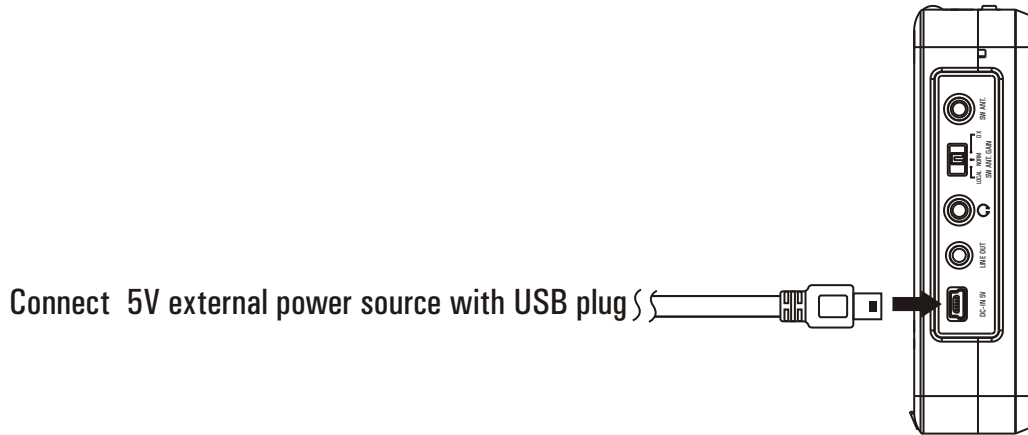 SW ANT.
LOCAL NORM DX
SW ANT. GAIN
LINE OUT
Connect 5V external power source with USB plug
DC-IN 5V